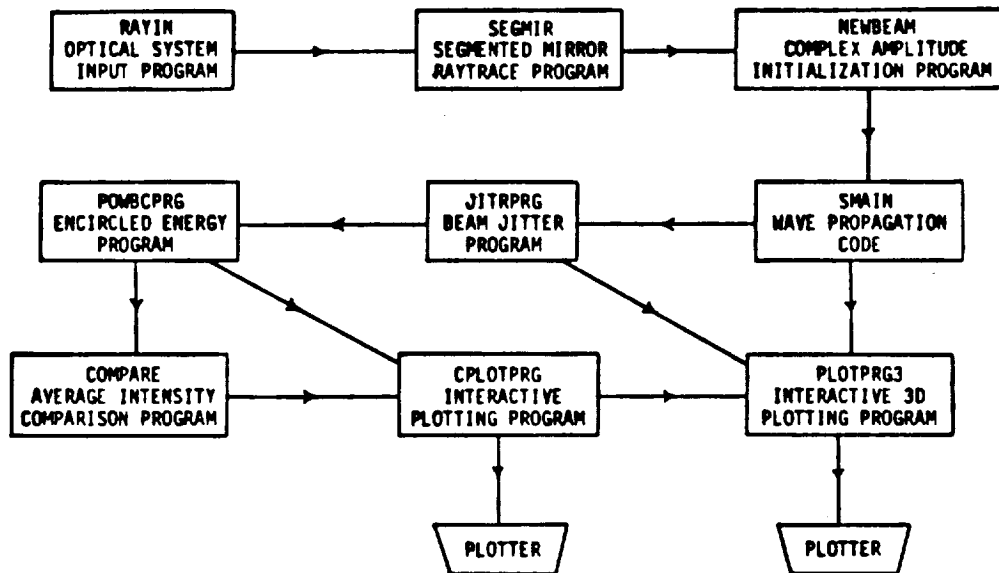 RAYIN
OPTICAL SYSTEM
INPUT PROGRAM
SEGMIR
SEGMENTED MIRROR
RAYTRACE PROGRAM
NEWBEAM
COMPLEX AMPLITUDE
INITIALIZATION PROGRAM
POWBCPRG
ENCIRCLED ENERGY
PROGRAM
JITRPRG
BEAM JITTER
PROGRAM
SMAIN
WAVE PROPAGATION
CODE
COMPARE
AVERAGE INTENSITY
COMPARISON PROGRAM
CPLOTPRG
INTERACTIVE
PLOTTING PROGRAM
PLOTPRG3
INTERACTIVE 3D
PLOTTING PROGRAM
PLOTTER
PLOTTER